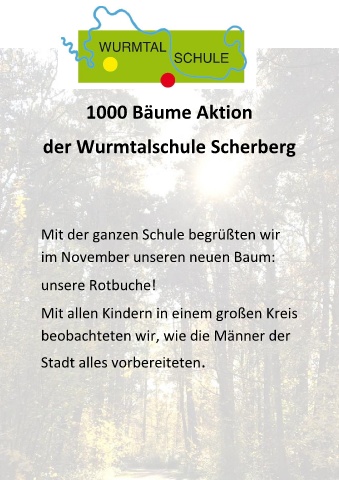 WURMTAL
SCHULE
1000 Bäume Aktion
der Wurmtalschule Scherberg
Mit der ganzen Schule begrüßten wir
im November unseren neuen Baum:
unsere Rotbuche!
Mit allen Kindern in einem großen Kreis
beobachteten wir, wie die Männer der
Stadt alles vorbereiteten.